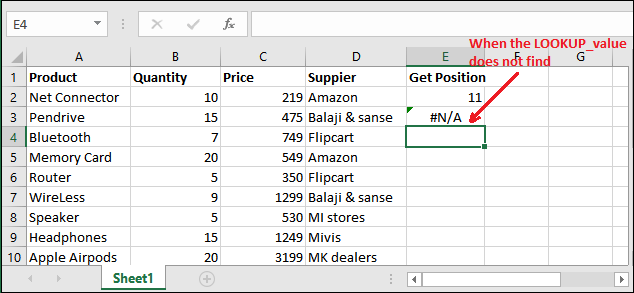 E4 fx
When the LOOKUP_value
does not find
A B C D E F G
1 Product Quantity Price Suppier Get Position
2 Net Connector 10 219 Amazon 11
3 Pendrive 15 475 Balaji & sanse #N/A
4 Bluetooth 7 749 Flipcart
5 Memory Card 20 549 Amazon
6 Router 5 350 Flipcart
7 WireLess 9 1299 Balaji & sanse
8 Speaker 5 530 MI stores
9 Headphones 15 1249 Mivis
10 Apple Airpods 20 3199 MK dealers
Sheet1